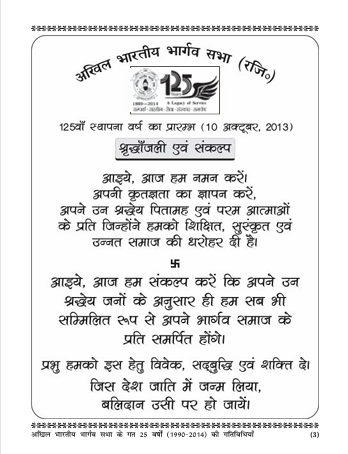 अखिल भारतीय भार्गव सभा (रजि०)
125
YEARS
1889-2014 A Legacy of Service
125वाँ स्थापना वर्ष का प्रारम्भ (10 अक्टूबर, 2013)
श्रृद्धाँजली एवं संकल्प
आइये, आज हम नमन करें।
अपनी कृतज्ञता का ज्ञापन करें,
अपने उन श्रद्धेय पितामह एवं परम आत्माओं
के प्रति जिन्होंने हमको शिक्षित, सुसंकृत एवं
उन्नत समाज की धरोहर दी है।
卐
आइये, आज हम संकल्प करें कि अपने उन
श्रद्धेय जनों के अनुसार ही हम सब भी
सम्मिलित रूप से अपने भार्गव समाज के
प्रति समर्पित होंगे।
प्रभु हमको इस हेतु विवेक, सद्बुद्धि एवं शक्ति दे।
जिस देश जाति में जन्म लिया,
बलिदान उसी पर हो जायें।
अखिल भारतीय भार्गव सभा के गत 25 वर्षों (1990-2014) की गतिविधियाँ (3)